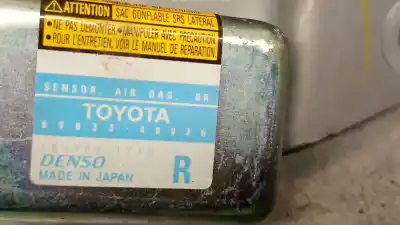 ATTENTION SAC GONFLABLE SRS LATERAL
•NE PAS DEMONTER •MANIPULER AVEC PRECAUTION
•POUR L'ENTRETIEN, VOIR LE MANUEL DE REPARATION
SENSOR, AIR BAG, RR
TOYOTA
DENSO
R
MADE IN JAPAN